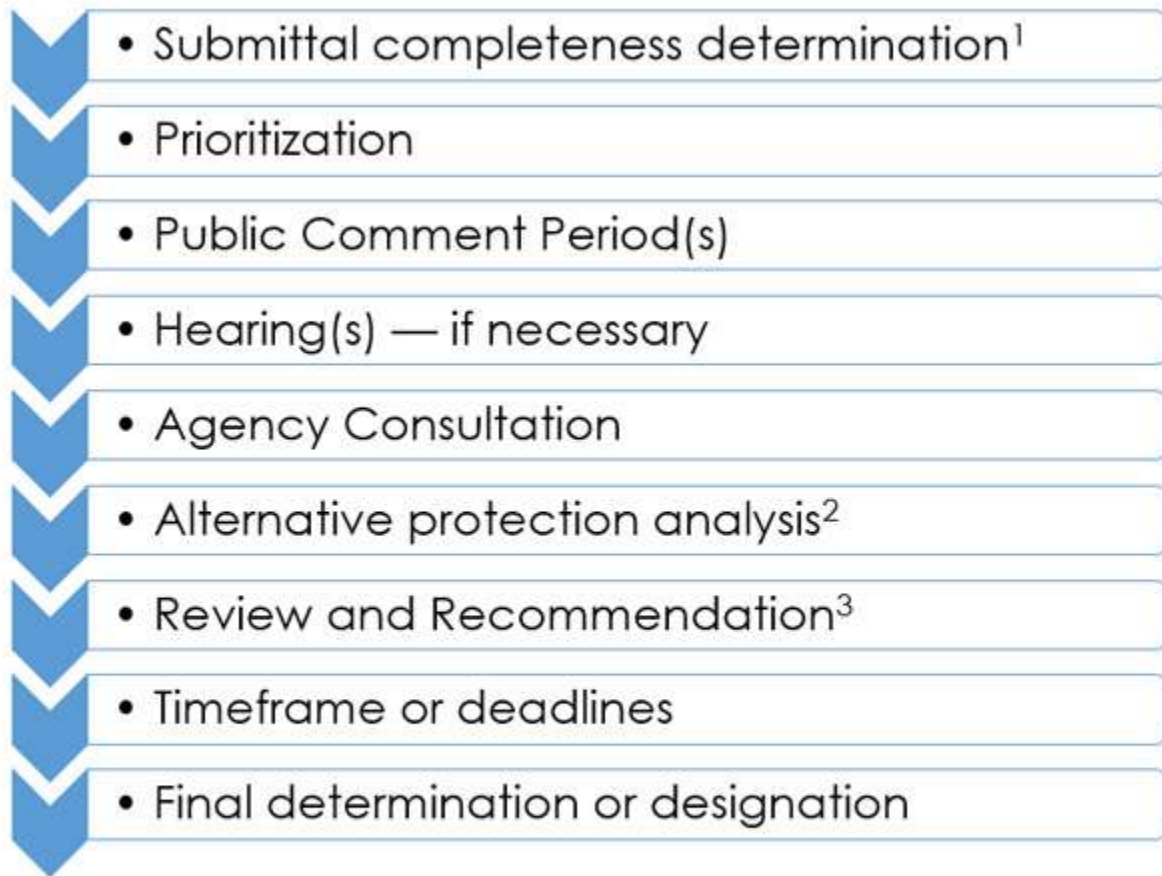 • Submittal completeness determination¹
• Prioritization
• Public Comment Period(s)
• Hearing(s) — if necessary
• Agency Consultation
• Alternative protection analysis²
• Review and Recommendation³
• Timeframe or deadlines
• Final determination or designation